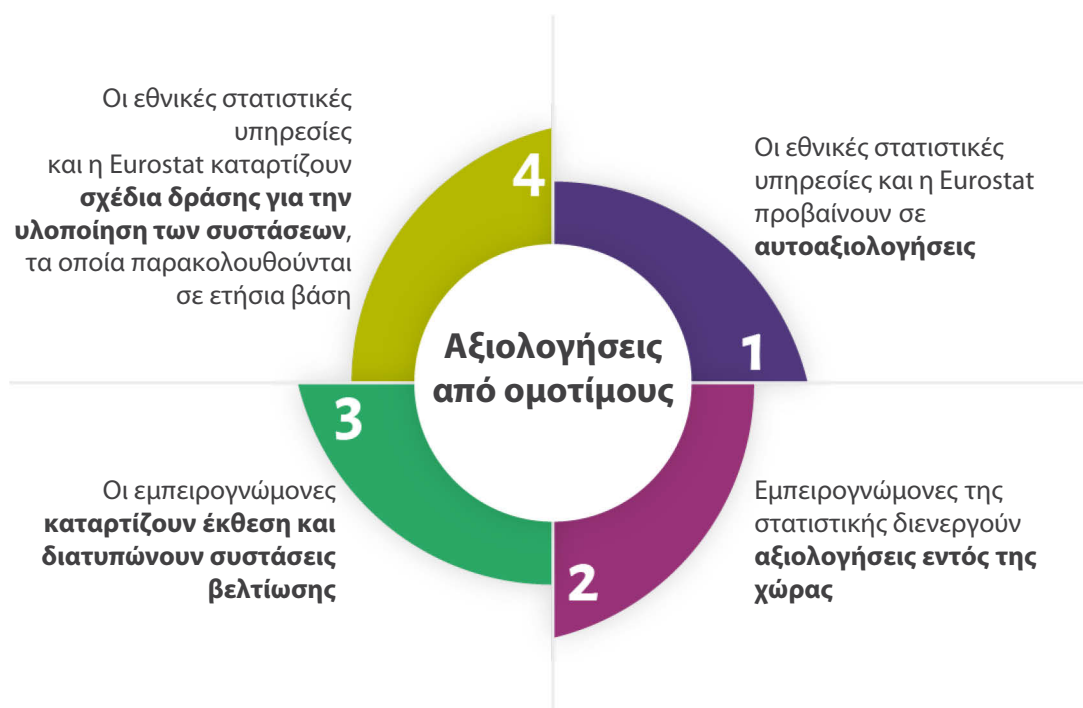 Οι εθνικές στατιστικές
υπηρεσίες
και η Eurostat καταρτίζουν
σχέδια δράσης για την
υλοποίηση των συστάσεων,
τα οποία παρακολουθούνται
σε ετήσια βάση
4
Οι εθνικές στατιστικές
υπηρεσίες και η Eurostat
προβαίνουν σε
αυτοαξιολογήσεις
1
Αξιολογήσεις
από ομοτίμους
3
Οι εμπειρογνώμονες
καταρτίζουν έκθεση και
διατυπώνουν συστάσεις
βελτίωσης
2
Εμπειρογνώμονες της
στατιστικής διενεργούν
αξιολογήσεις εντός της
χώρας